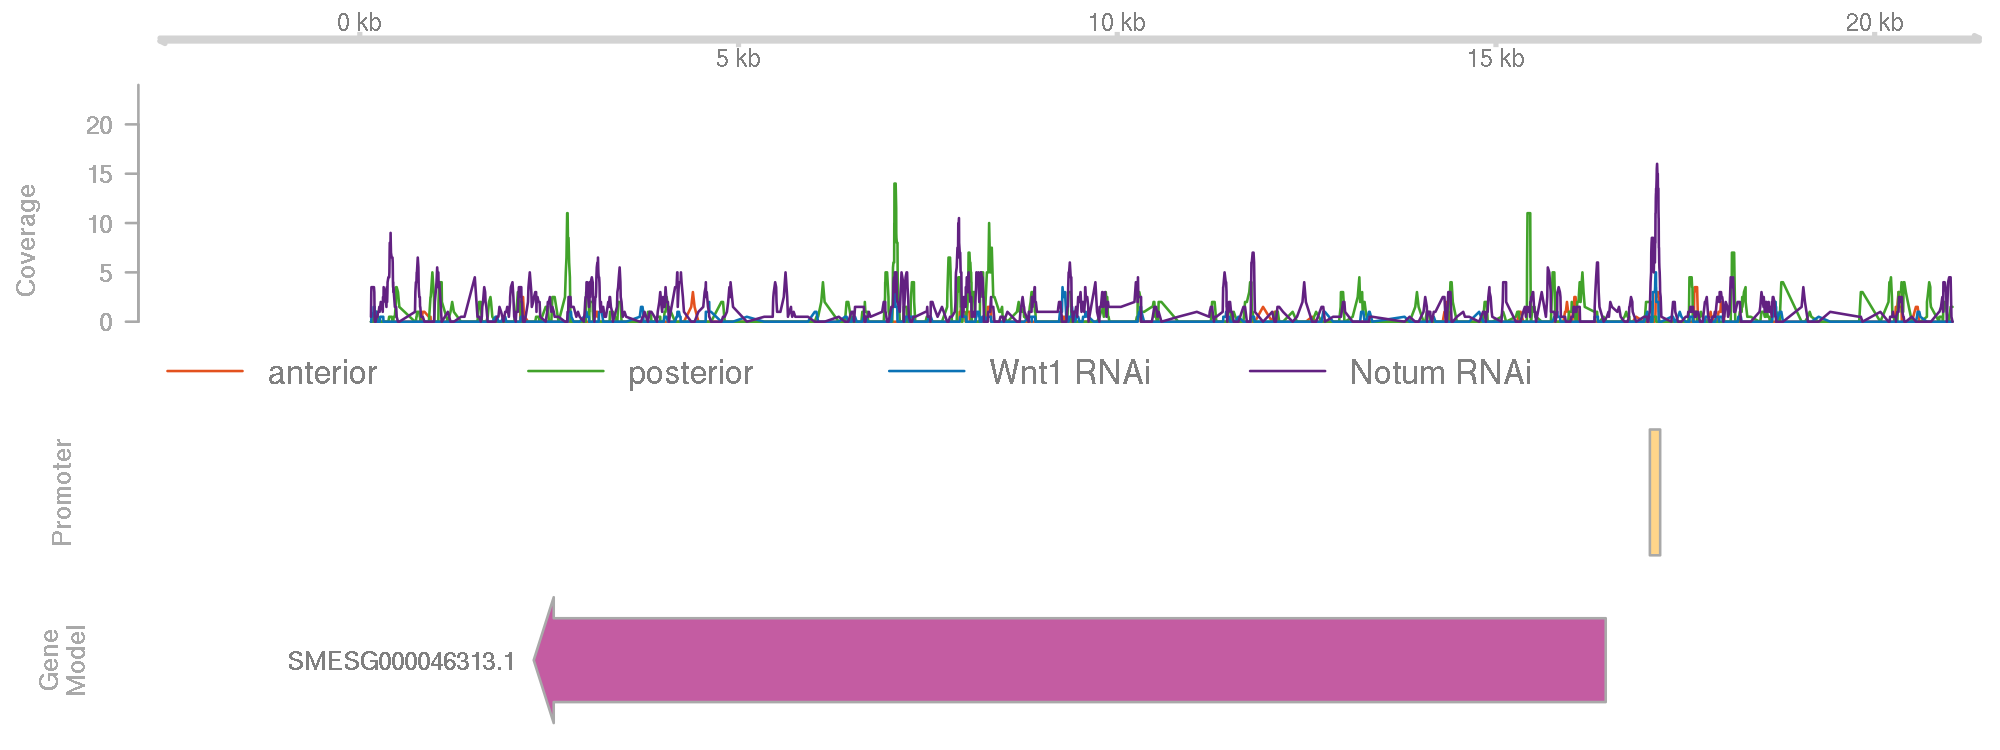 0 kb
10 kb
20 kb
5 kb
15 kb
Coverage
20
15
10
5
0
anterior
posterior
Wnt1 RNAi
Notum RNAi
Promoter
Gene
Model
SMESG000046313.1